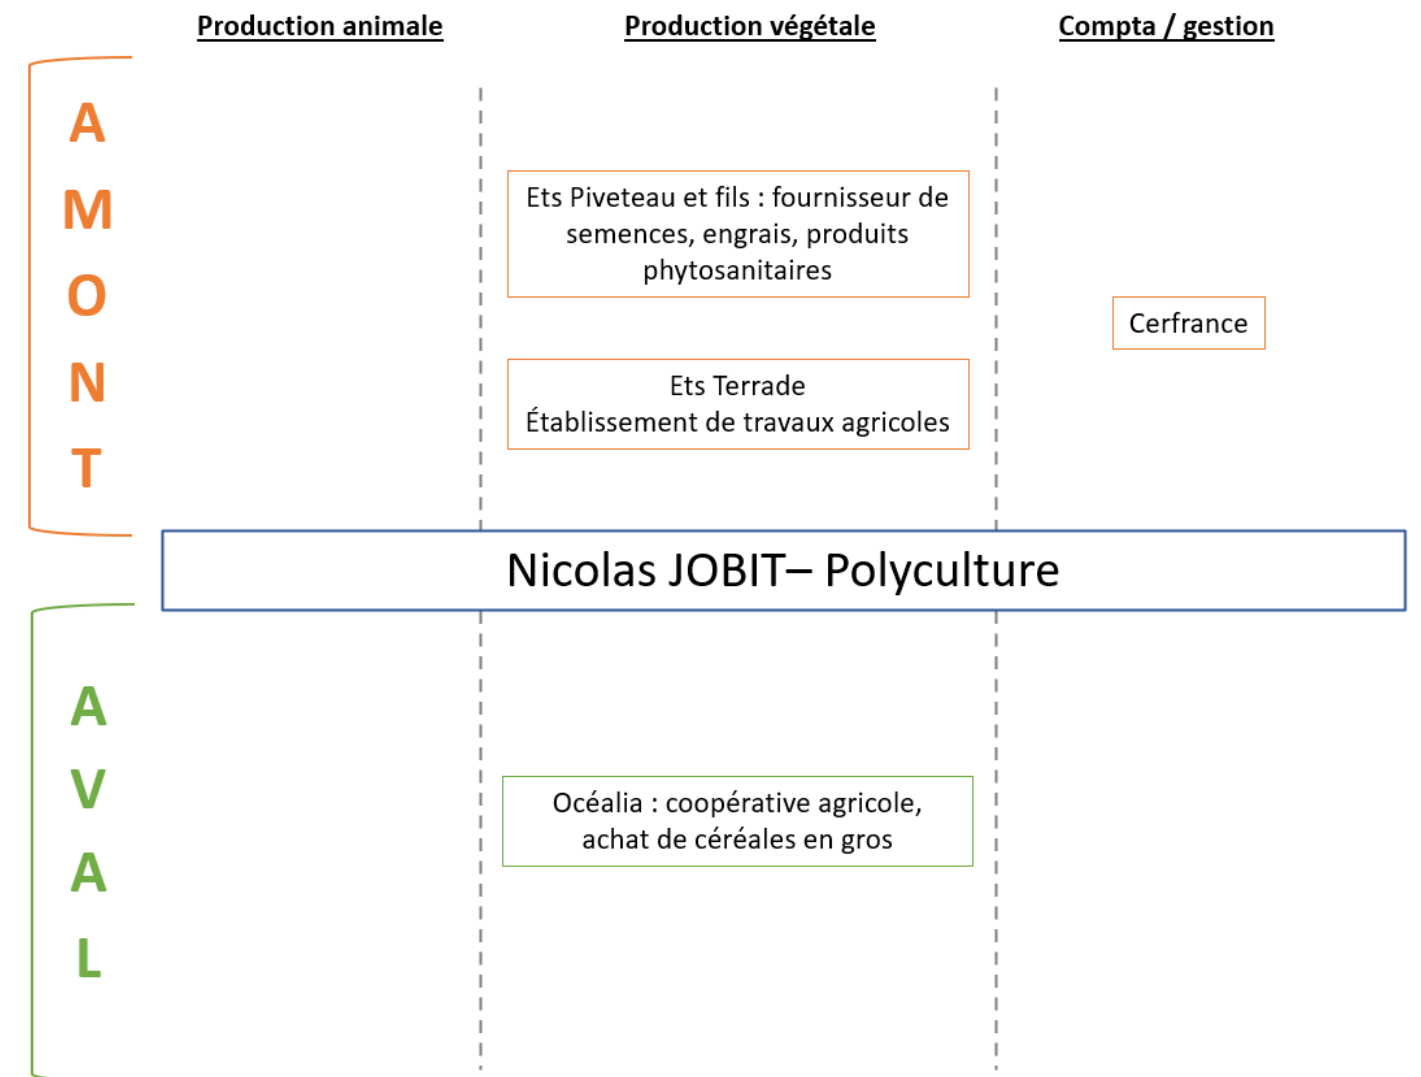 Production animale
Production végétale
Compta / gestion
A
M
O
N
T
Ets Piveteau et fils : fournisseur de
semences, engrais, produits
phytosanitaires
Cerfrance
Ets Terrade
Établissement de travaux agricoles
Nicolas JOBIT– Polyculture
A
V
A
L
Océalia : coopérative agricole,
achat de céréales en gros